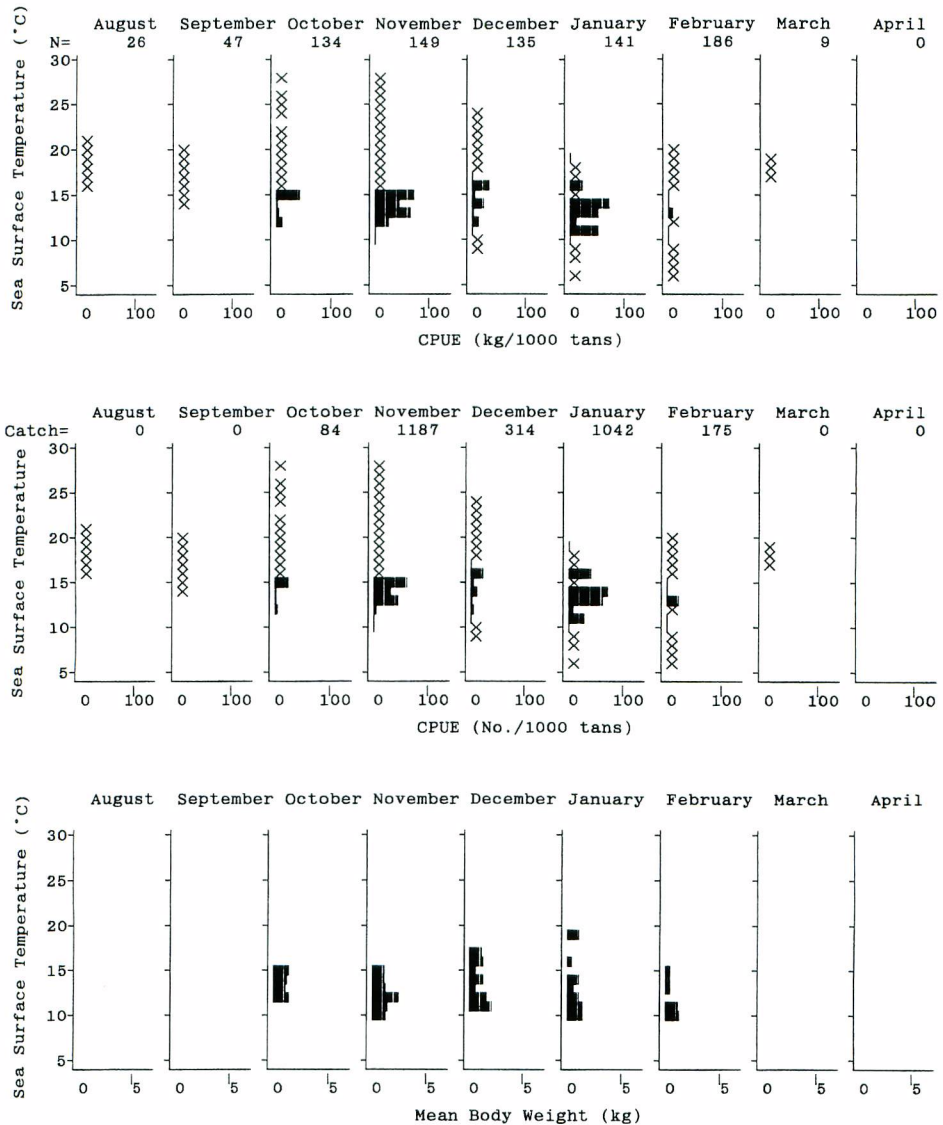 August September October November December January February March April
N= 26 47 134 149 135 141 186 9 0
Sea Surface Temperature (°C)
30
25
20
15
10
5
0 100 0 100 0 100 0 100 0 100 0 100 0 100 0 100 0 100
CPUE (kg/1000 tans)
August September October November December January February March April
Catch= 0 0 84 1187 314 1042 175 0 0
Sea Surface Temperature
30
25
20
15
10
5
0 100 0 100 0 100 0 100 0 100 0 100 0 100 0 100 0 100
CPUE (No./1000 tans)
August September October November December January February March April
Sea Surface Temperature (°C)
30
25
20
15
10
5
0 5 0 5 0 5 0 5 0 5 0 5 0 5 0 5 0 5
Mean Body Weight (kg)